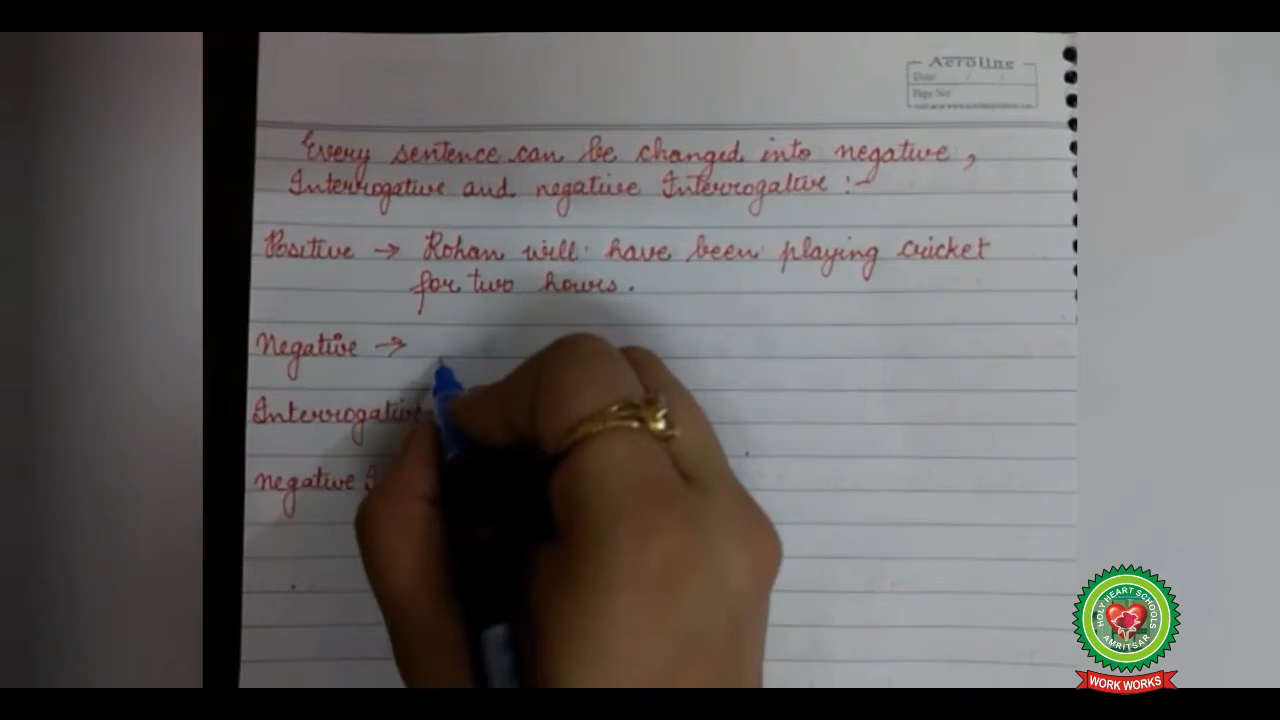 Aeroline
Date: / /
Page No:
Every sentence can be changed into negative,
Interrogative and negative Interrogative :-
Positive → Rohan will have been playing cricket
for two hours.
Negative →
Interrogative
negative I
HOLY HEART SCHOOLS
AMRITSAR
WORK WORKS